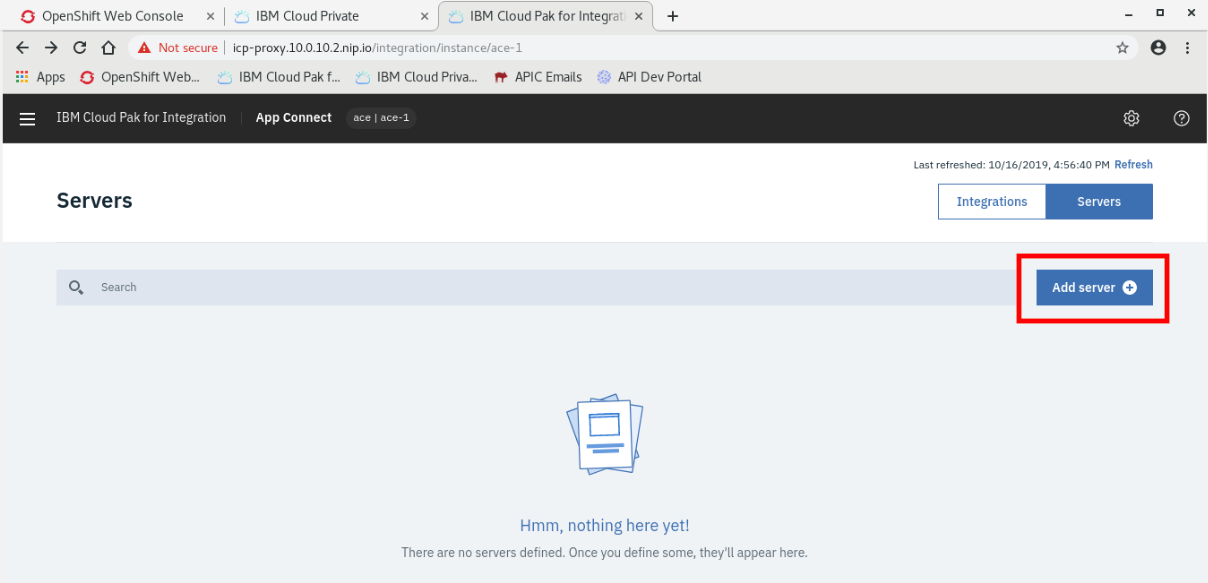 OpenShift Web Console
IBM Cloud Private
IBM Cloud Pak for Integrati
Not secure
icp-proxy.10.0.10.2.nip.io/integration/instance/ace-1
Apps
OpenShift Web...
IBM Cloud Pak f...
IBM Cloud Priva...
APIC Emails
API Dev Portal
IBM Cloud Pak for Integration
App Connect
ace | ace-1
Last refreshed: 10/16/2019, 4:56:40 PM Refresh
Servers
Integrations
Servers
Search
Add server
Hmm, nothing here yet!
There are no servers defined. Once you define some, they'll appear here.